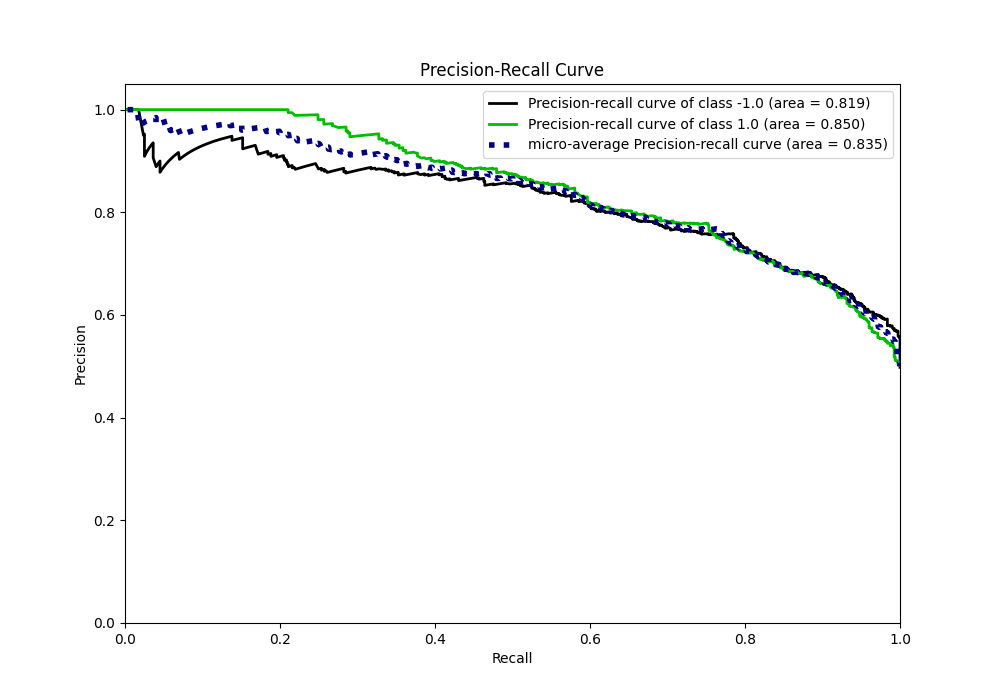 Precision-Recall Curve
Precision-recall curve of class -1.0 (area = 0.819)
Precision-recall curve of class 1.0 (area = 0.850)
micro-average Precision-recall curve (area = 0.835)
1.0
0.8
0.6
0.4
0.2
0.0
Precision
0.0 0.2 0.4 0.6 0.8 1.0
Recall